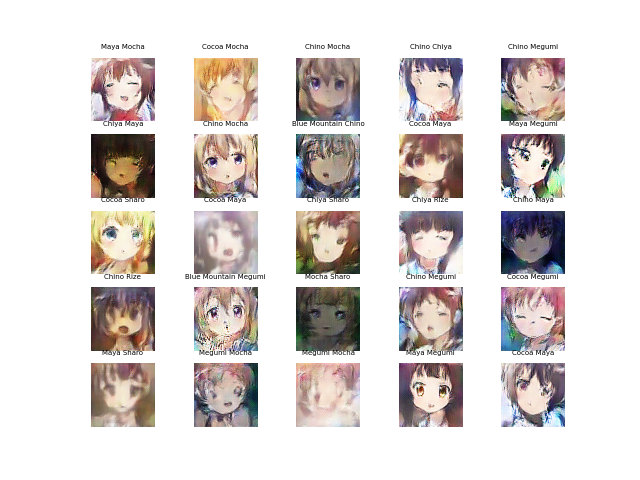 Maya Mocha
Cocoa Mocha
Chino Mocha
Chino Chiya
Chino Megumi
Chiya Maya
Chino Mocha
Blue Mountain Chino
Cocoa Maya
Maya Megumi
Cocoa Sharo
Cocoa Maya
Chiya Sharo
Chiya Rize
Chino Maya
Chino Rize
Blue Mountain Megumi
Mocha Sharo
Chino Megumi
Cocoa Megumi
Maya Sharo
Megumi Mocha
Megumi Mocha
Maya Megumi
Cocoa Maya